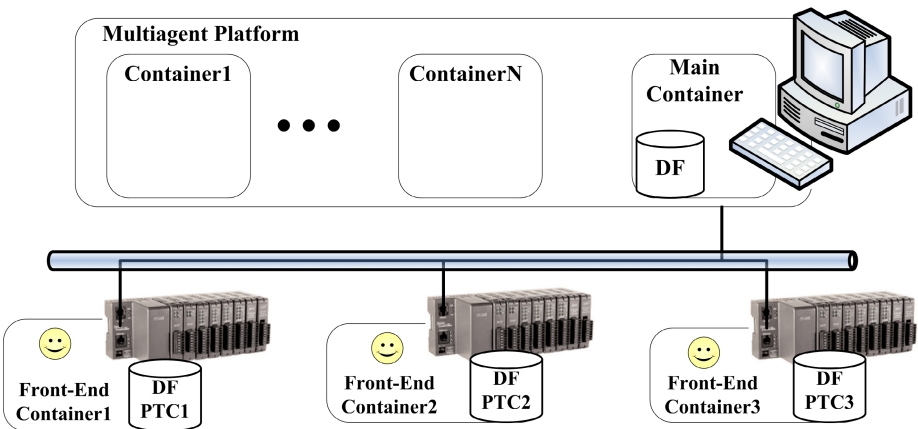 Multiagent Platform
Container1
ContainerN
Main
Container
DF
Front-End
Container1
DF
PTC1
Front-End
Container2
DF
PTC2
Front-End
Container3
DF
PTC3